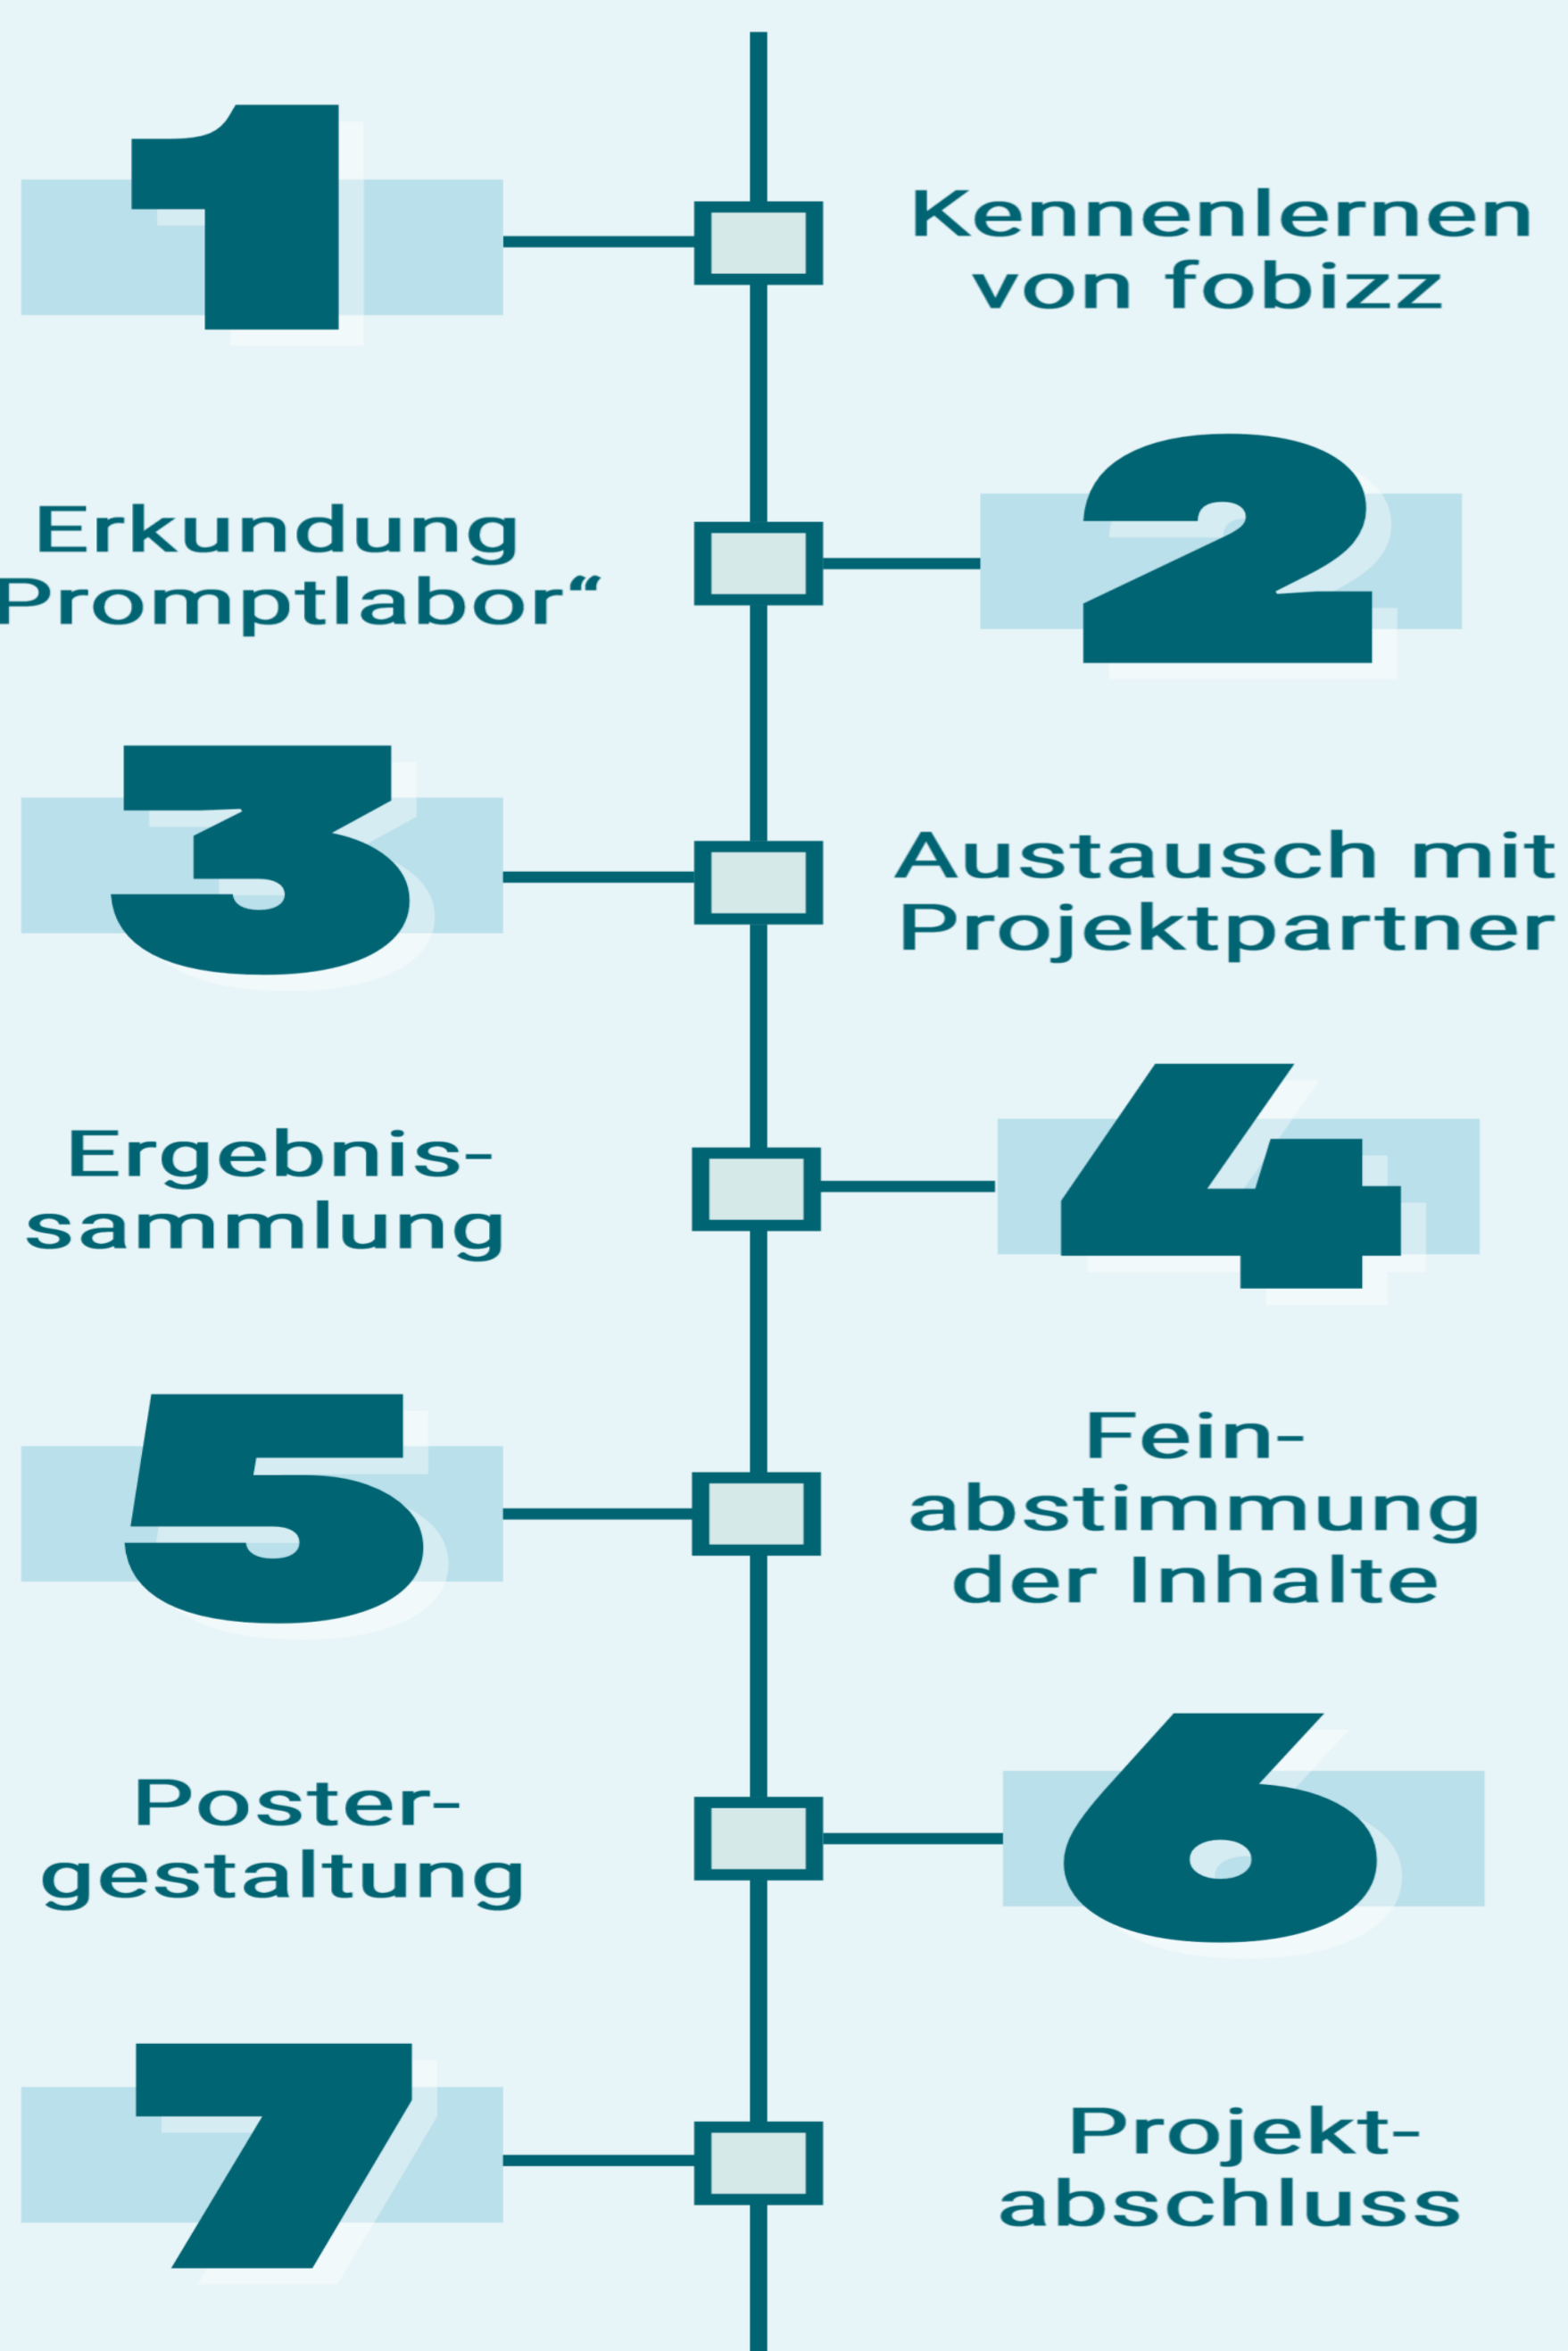 1
Kennenlernen
von fobizz
2
Erkundung
Promptlabor“
3
Austausch mit
Projektpartner
4
Ergebnis-
sammlung
5
Fein-
abstimmung
der Inhalte
6
Poster-
gestaltung
7
Projekt-
abschluss